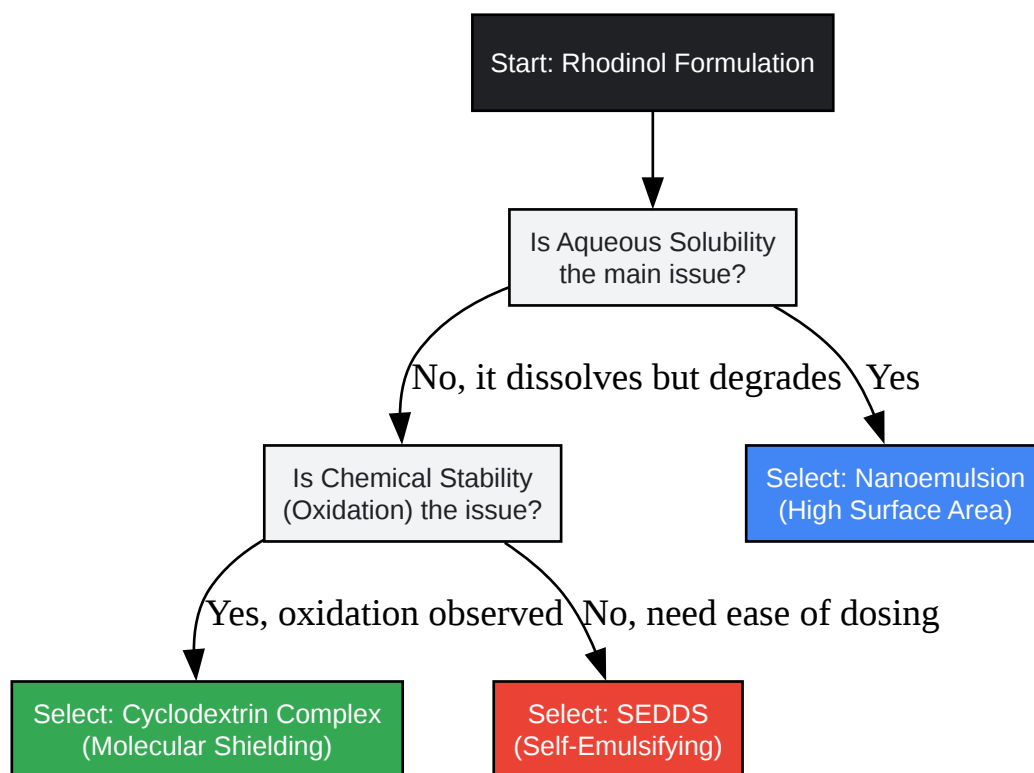 Start: Rhodinol Formulation
Is Aqueous Solubility
the main issue?
No, it dissolves but degrades
Yes
Is Chemical Stability
(Oxidation) the issue?
Select: Nanoemulsion
(High Surface Area)
Yes, oxidation observed
No, need ease of dosing
Select: Cyclodextrin Complex
(Molecular Shielding)
Select: SEDDS
(Self-Emulsifying)